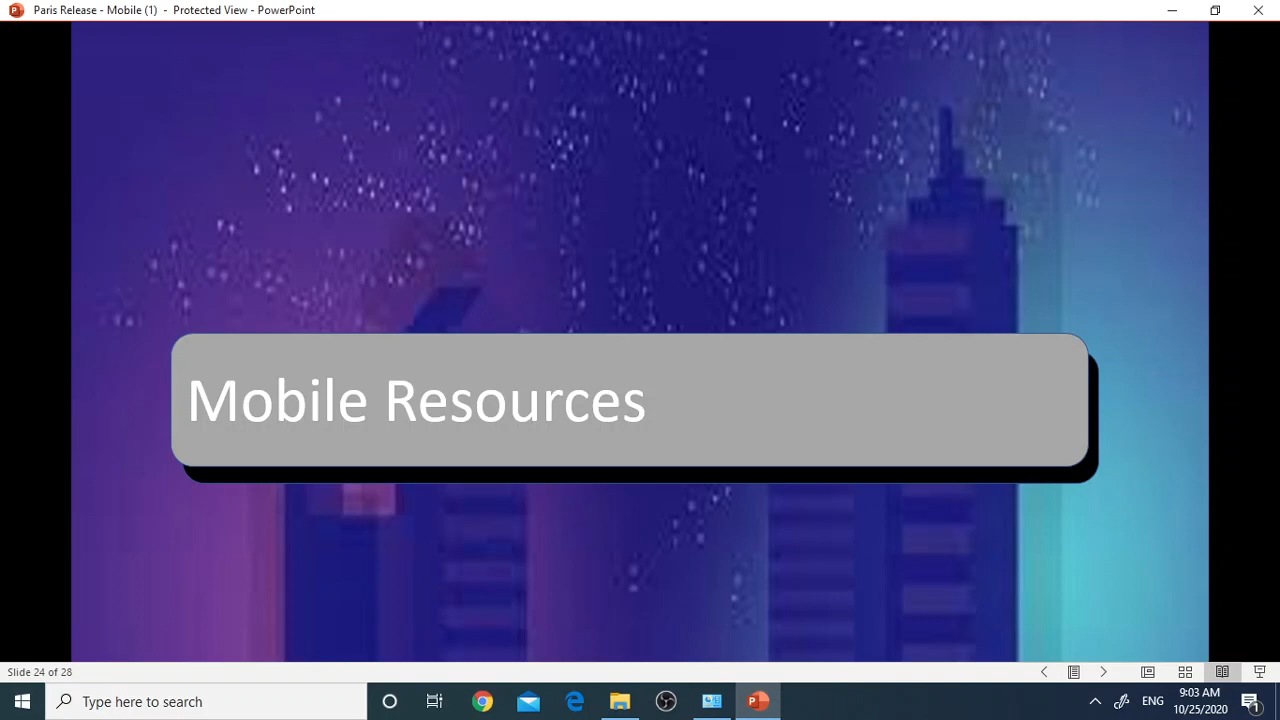 Paris Release - Mobile (1) - Protected View - PowerPoint
Mobile Resources
Slide 24 of 28
Type here to search
ENG
9:03 AM
10/25/2020
1